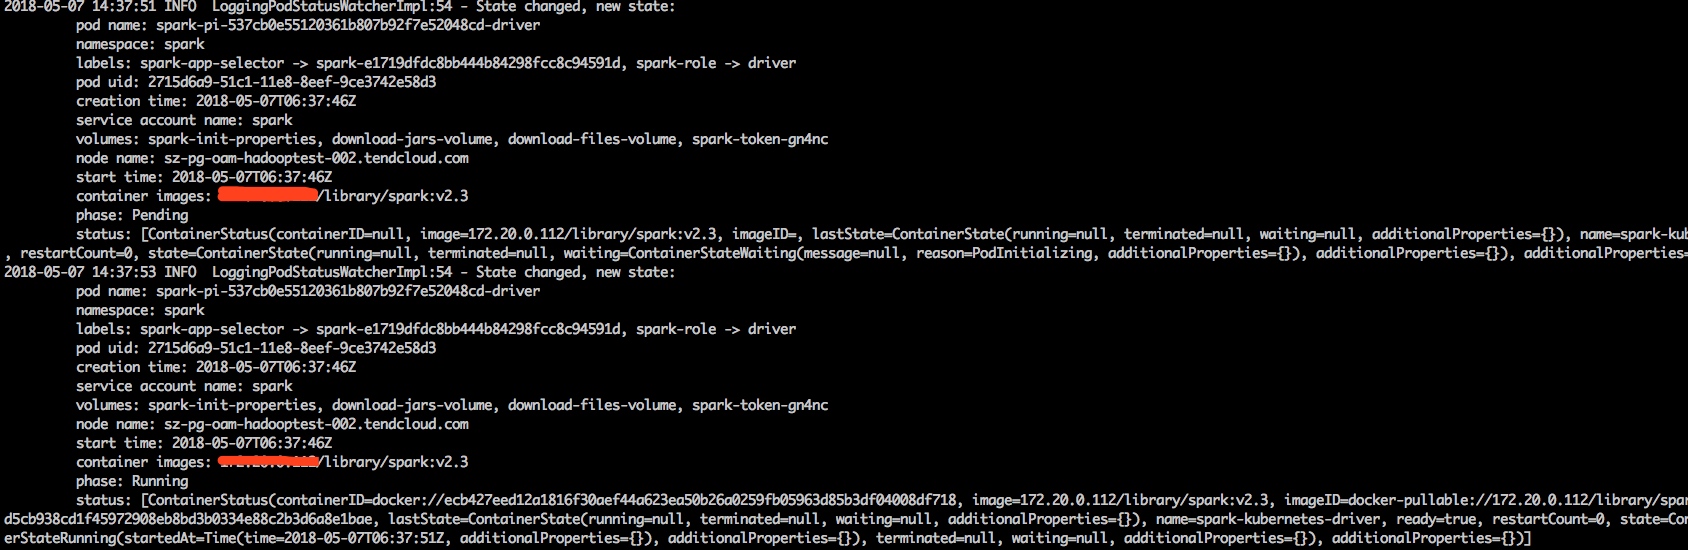 2018-05-07 14:37:51 INFO  LoggingPodStatusWatcherImpl:54 - State changed, new state:
pod name: spark-pi-537cb0e55120361b807b92f7e52048cd-driver
namespace: spark
labels: spark-app-selector -> spark-e1719dfdc8bb444b84298fcc8c94591d, spark-role -> driver
pod uid: 2715d6a9-51c1-11e8-8eef-9ce3742e58d3
creation time: 2018-05-07T06:37:46Z
service account name: spark
volumes: spark-init-properties, download-jars-volume, download-files-volume, spark-token-gn4nc
node name: sz-pg-oam-hadooptest-002.tendcloud.com
start time: 2018-05-07T06:37:46Z
container images: /library/spark:v2.3
phase: Pending
status: [ContainerStatus(containerID=null, image=172.20.0.112/library/spark:v2.3, imageID=, lastState=ContainerState(running=null, terminated=null, waiting=null, additionalProperties={}), name=spark-kub
, restartCount=0, state=ContainerState(running=null, terminated=null, waiting=ContainerStateWaiting(message=null, reason=PodInitializing, additionalProperties={}), additionalProperties={}), additionalProperties=
2018-05-07 14:37:53 INFO  LoggingPodStatusWatcherImpl:54 - State changed, new state:
pod name: spark-pi-537cb0e55120361b807b92f7e52048cd-driver
namespace: spark
labels: spark-app-selector -> spark-e1719dfdc8bb444b84298fcc8c94591d, spark-role -> driver
pod uid: 2715d6a9-51c1-11e8-8eef-9ce3742e58d3
creation time: 2018-05-07T06:37:46Z
service account name: spark
volumes: spark-init-properties, download-jars-volume, download-files-volume, spark-token-gn4nc
node name: sz-pg-oam-hadooptest-002.tendcloud.com
start time: 2018-05-07T06:37:46Z
container images: /library/spark:v2.3
phase: Running
status: [ContainerStatus(containerID=docker://ecb427eed12a1816f30aef44a623ea50b26a0259fb05963d85b3df04008df718, image=172.20.0.112/library/spark:v2.3, imageID=docker-pullable://172.20.0.112/library/spar
d5cb938cd1f45972908eb8bd3b0334e88c2b3d6a8e1bae, lastState=ContainerState(running=null, terminated=null, waiting=null, additionalProperties={}), name=spark-kubernetes-driver, ready=true, restartCount=0, state=Con
erStateRunning(startedAt=Time(time=2018-05-07T06:37:51Z, additionalProperties={}), additionalProperties={}), terminated=null, waiting=null, additionalProperties={}), additionalProperties={})]